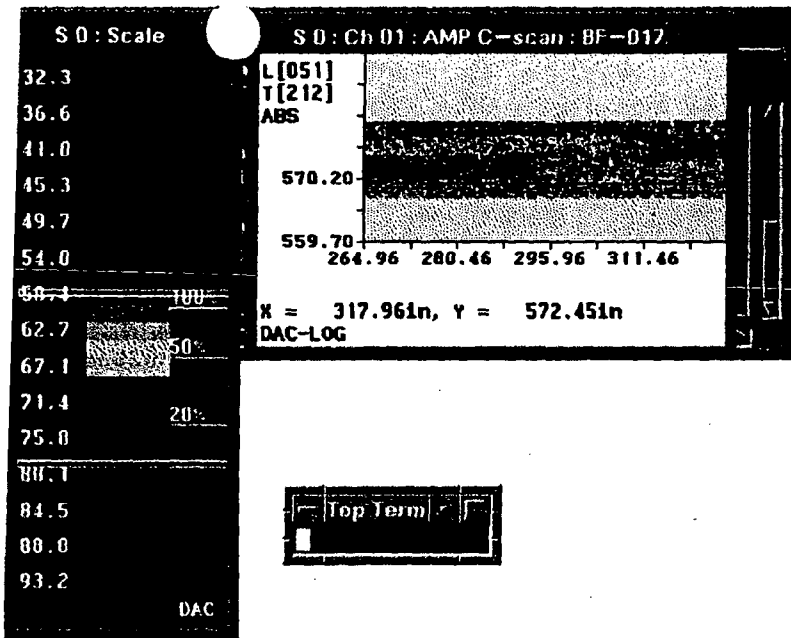 S 0 : Scale
32.3
36.6
41.0
45.3
49.7
54.0
100
62.7
50%
67.1
71.4
20%
75.8
84.5
88.8
93.2
DAC
S 0 : Ch 01 : AMP C-scan : BF-017
L[051]
T[212]
ABS
570.20
559.70
264.96 280.46 295.96 311.46
X = 317.96in, Y = 572.45in
DAC-LOG
Top Term